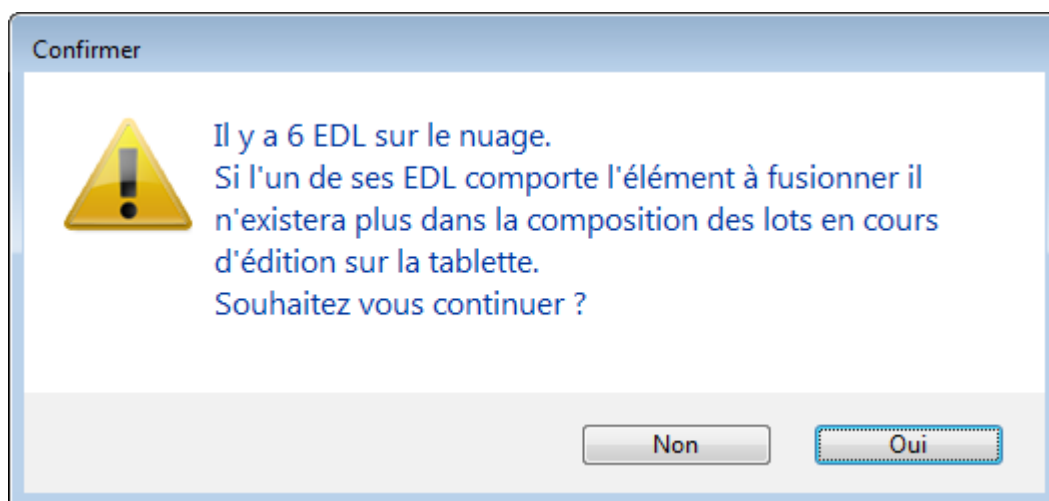 Confirmer
Il y a 6 EDL sur le nuage.
Si l'un de ses EDL comporte l'élément à fusionner il
n'existera plus dans la composition des lots en cours
d'édition sur la tablette.
Souhaitez vous continuer ?
Non
Oui